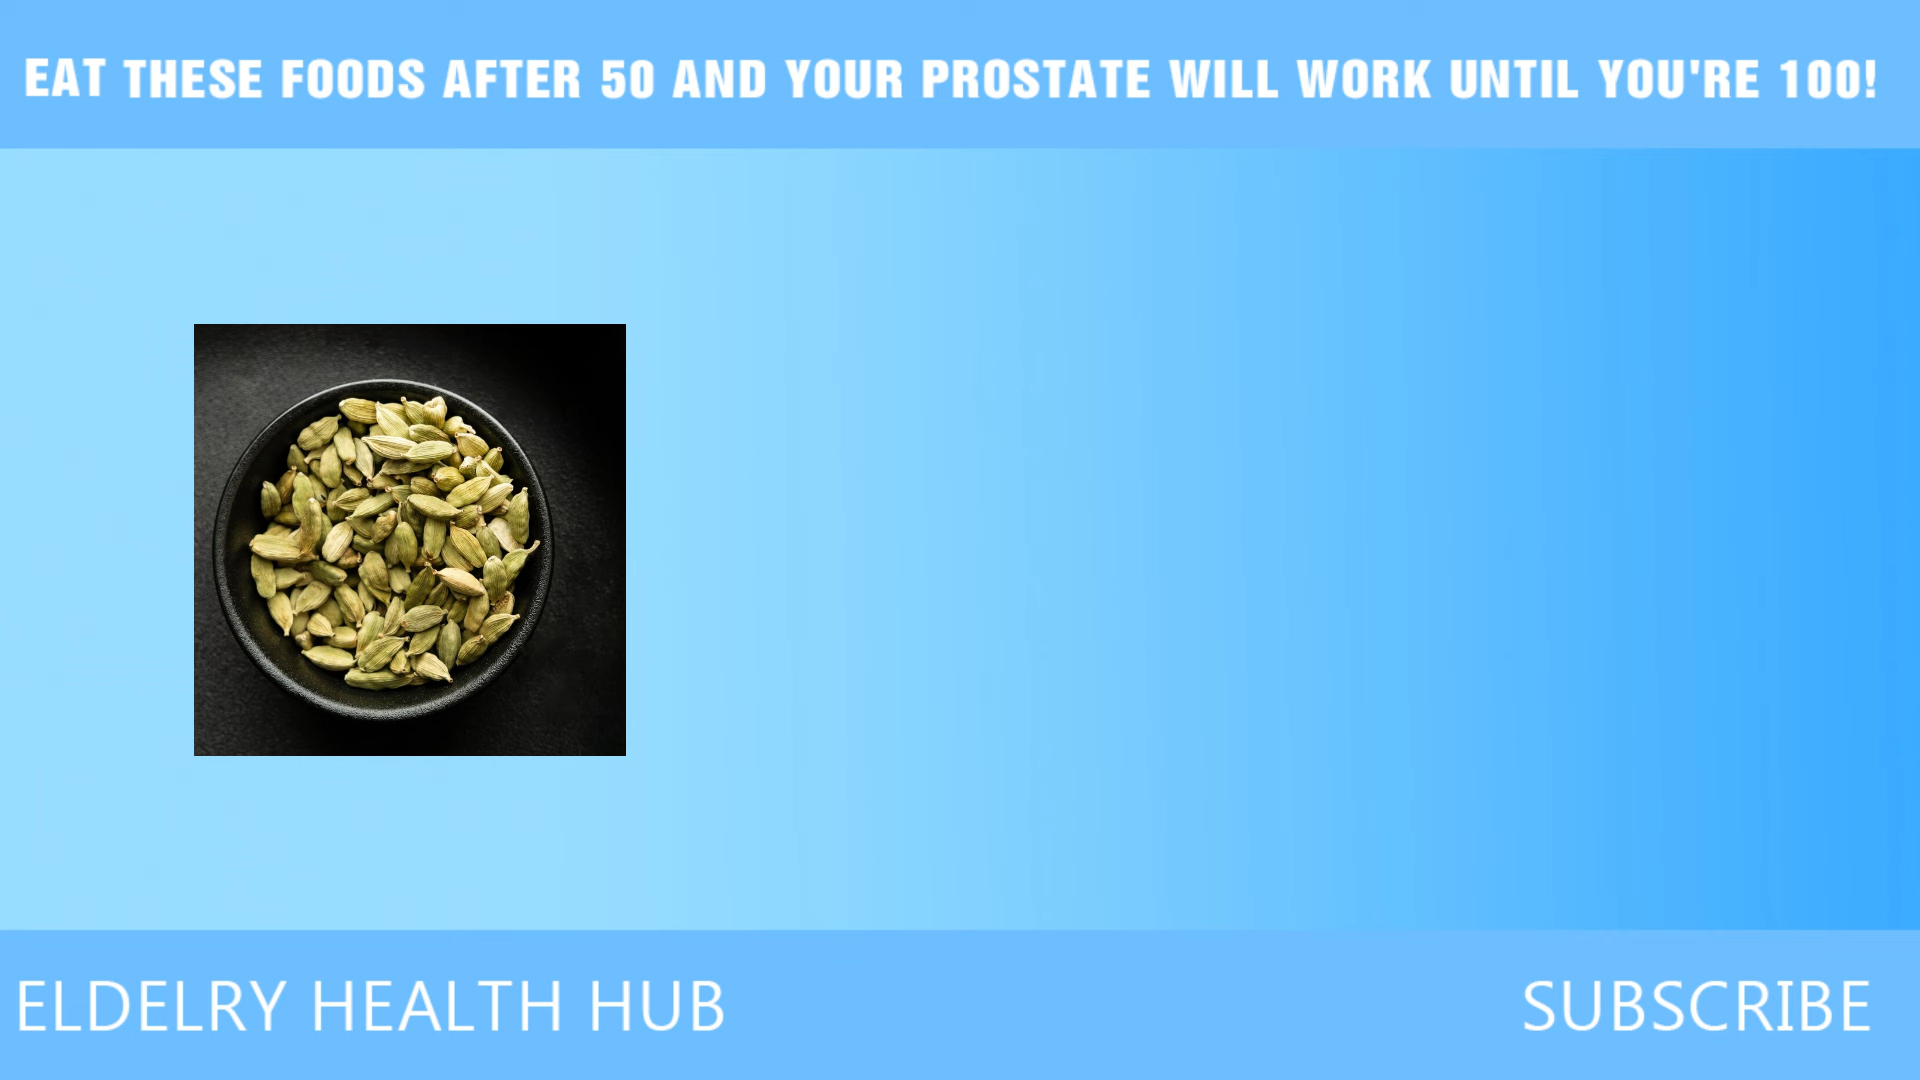 EAT THESE FOODS AFTER 50 AND YOUR PROSTATE WILL WORK UNTIL YOU'RE 100!
ELDELRY HEALTH HUB
SUBSCRIBE